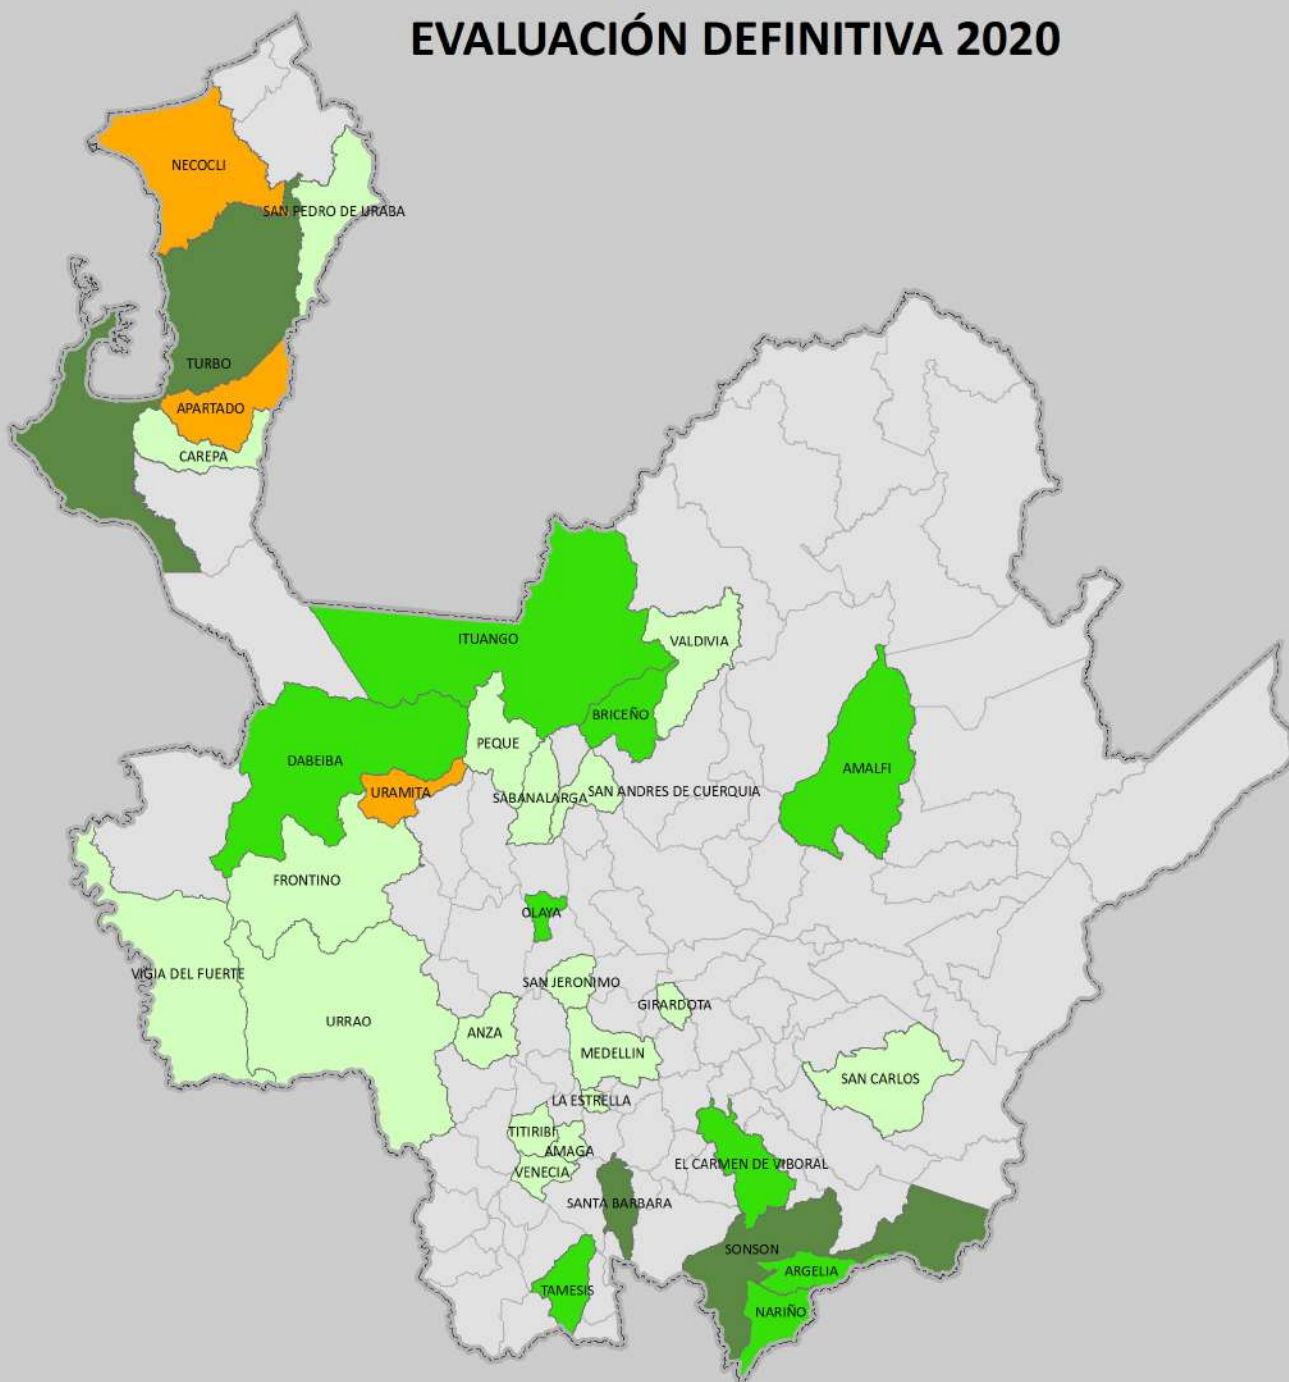 EVALUACIÓN DEFINITIVA 2020
NECOCLI
SAN PEDRO DE URABA
TURBO
APARTADO
CAREPA
ITUANGO
VALDIVIA
BRICEÑO
PEQUE
DABEIBA
AMALFI
URAMITA
SABANALARGA
SAN ANDRES DE CUERQUIA
FRONTINO
OLAYA
VIGIA DEL FUERTE
SAN JERONIMO
GIRARDOTA
URRAO
ANZA
MEDELLIN
SAN CARLOS
LA ESTRELLA
TITIRIBI
AMAGA
EL CARMEN DE VIBORAL
VENECIA
SANTA BARBARA
SONSON
ARGELIA
TAMESIS
NARIÑO